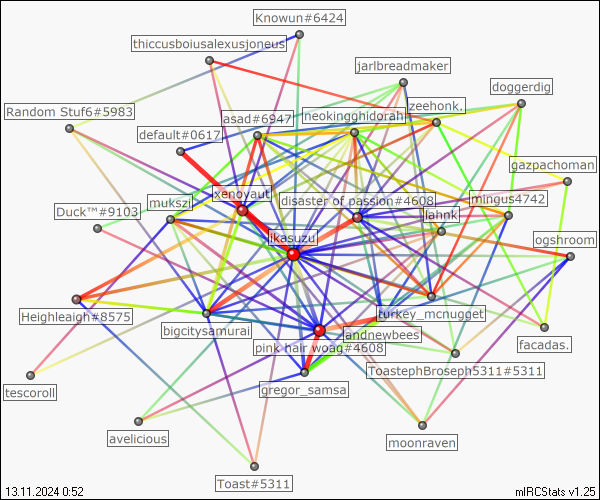 Knowun#6424
thiccusboiusalexusjoneus
jarlbreadmaker
doggerdig
Random Stuf6#5983
asad#6947
neokingghidorah
zeehonk.
default#0617
gazpachoman
xenovaut
disaster of passion#4608
mingus4742
mukszi
Duck™#9103
lahnk
ikasuzu
ogshroom
Heighleaigh#8575
bigcitysamurai
turkey_mcnugget
andnewbees
pink hair woag#4608
facadas.
ToastephBroseph5311#5311
tescoroll
gregor_samsa
avelicious
moonraven
Toast#5311
13.11.2024 0:52
mIRCStats v1.25